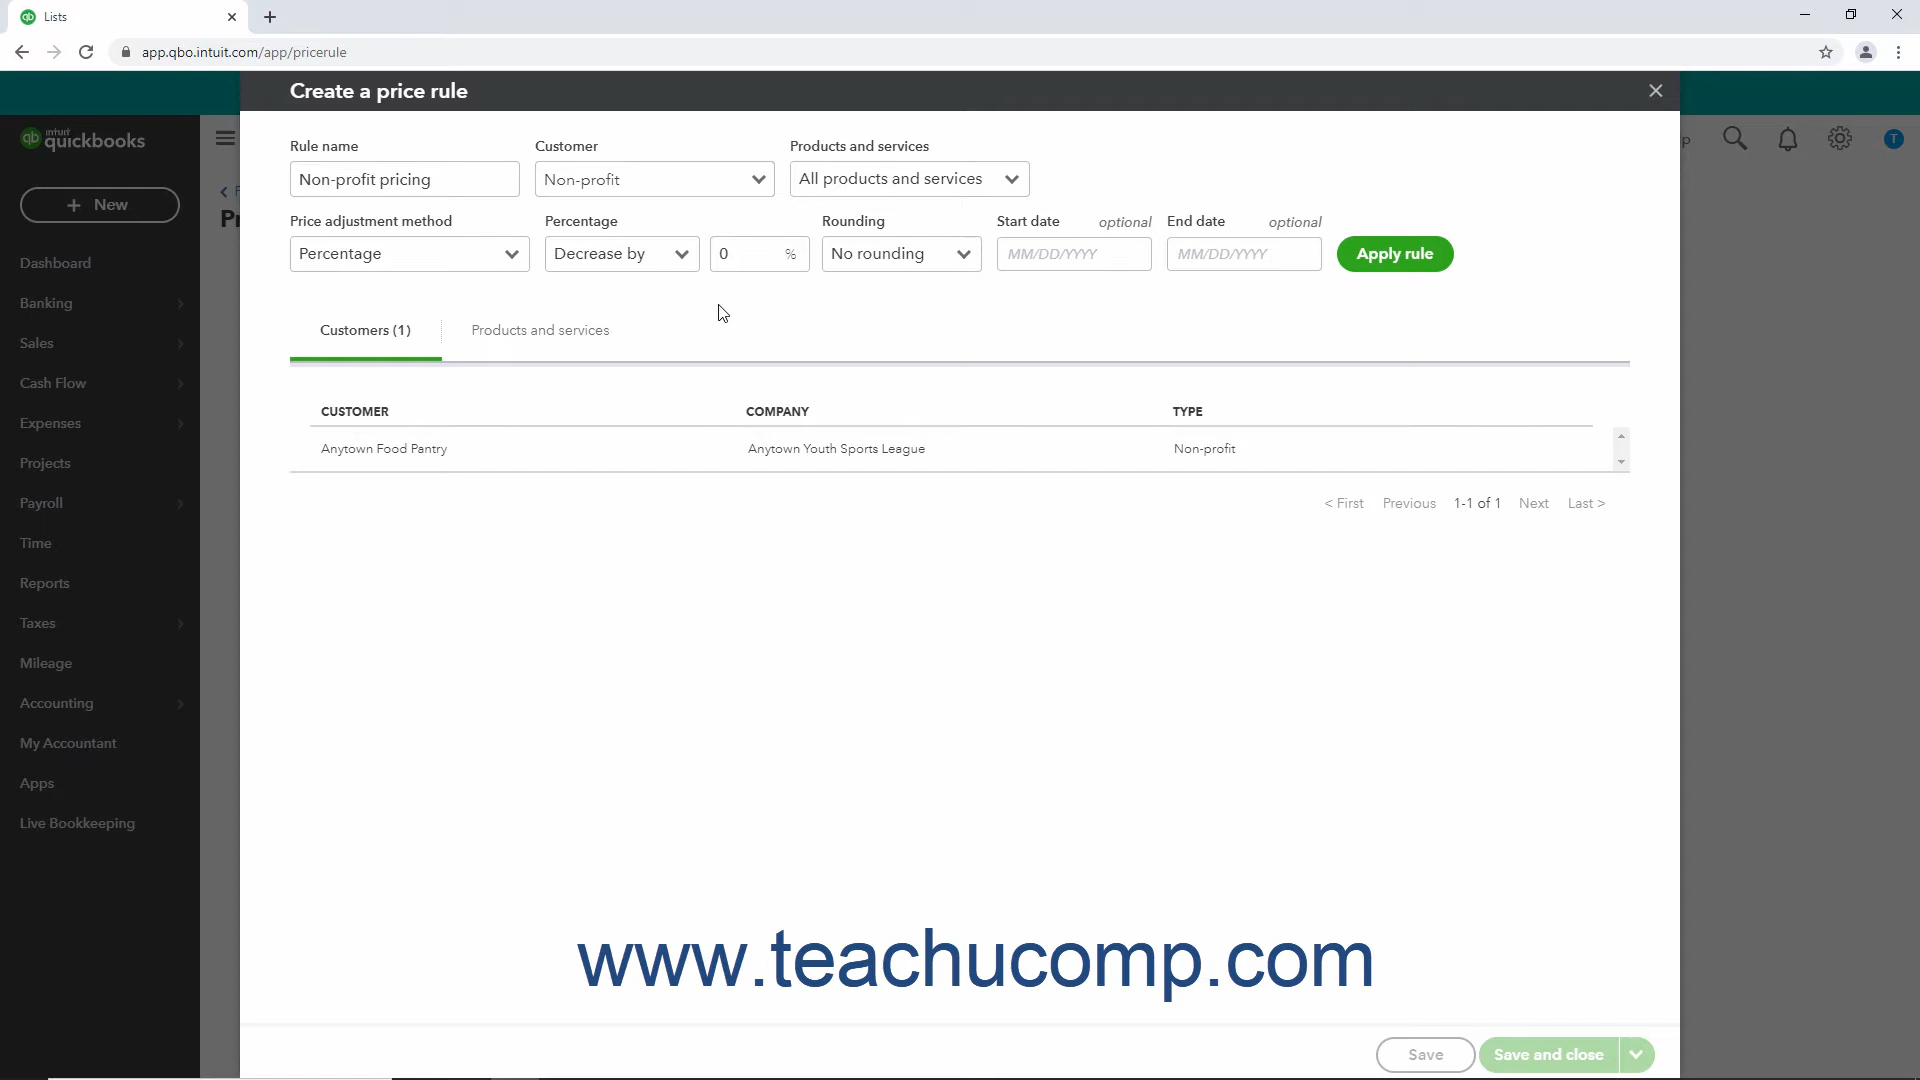 Lists
app.qbo.intuit.com/app/pricerule
Create a price rule
intuit
quickbooks
qb
New
Dashboard
Banking
Sales
Cash Flow
Expenses
Projects
Payroll
Time
Reports
Taxes
Mileage
Accounting
My Accountant
Apps
Live Bookkeeping
T
Rule name Customer Products and services
Non-profit pricing Non-profit All products and services
Price adjustment method Percentage Rounding Start date optional End date optional
Percentage Decrease by 0 % No rounding MM/DD/YYYY MM/DD/YYYY Apply rule
Customers (1) Products and services
CUSTOMER COMPANY TYPE
Anytown Food Pantry Anytown Youth Sports League Non-profit
< First Previous 1-1 of 1 Next Last >
www.teachucomp.com
Save Save and close